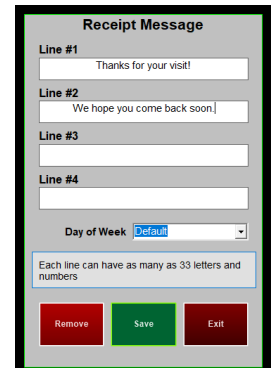 Receipt Message
Line #1
Thanks for your visit!
Line #2
We hope you come back soon.
Line #3
Line #4
Day of Week Default
Each line can have as many as 33 letters and
numbers
Remove Save Exit